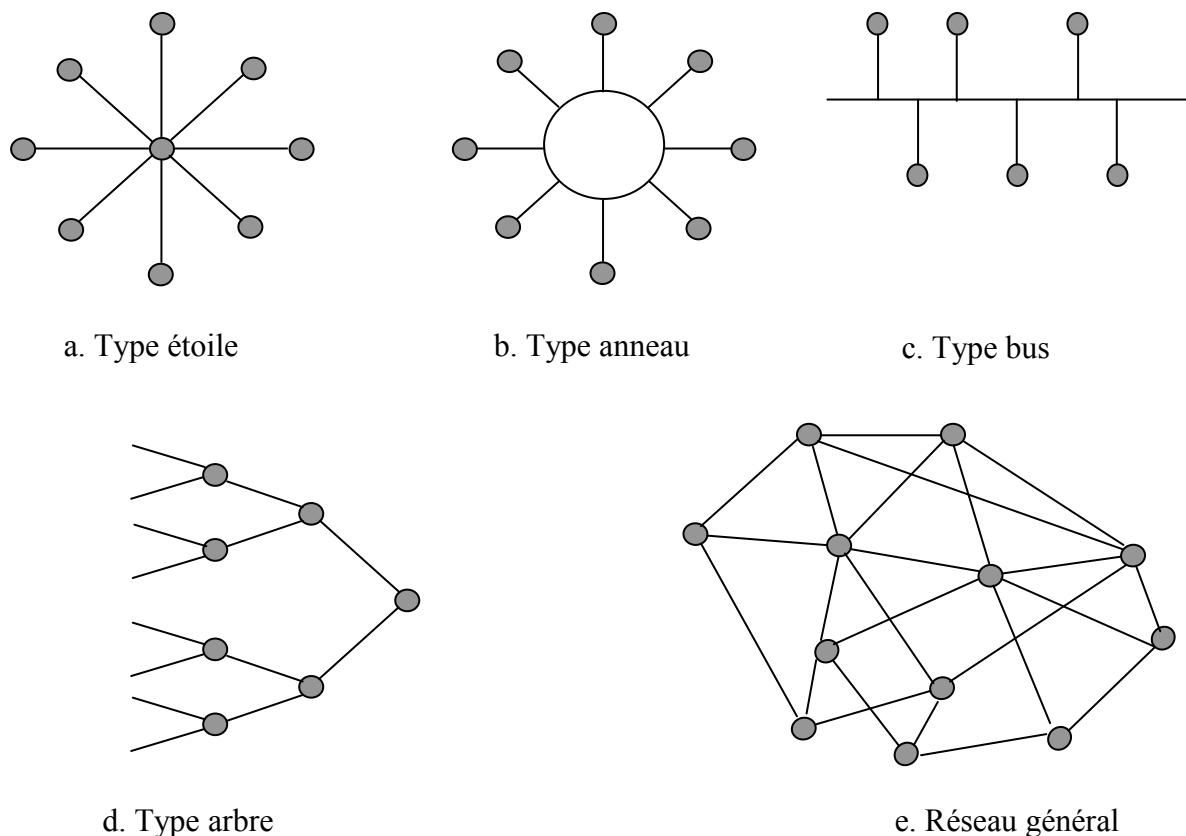 a. Type étoile
b. Type anneau
c. Type bus
d. Type arbre
e. Réseau général